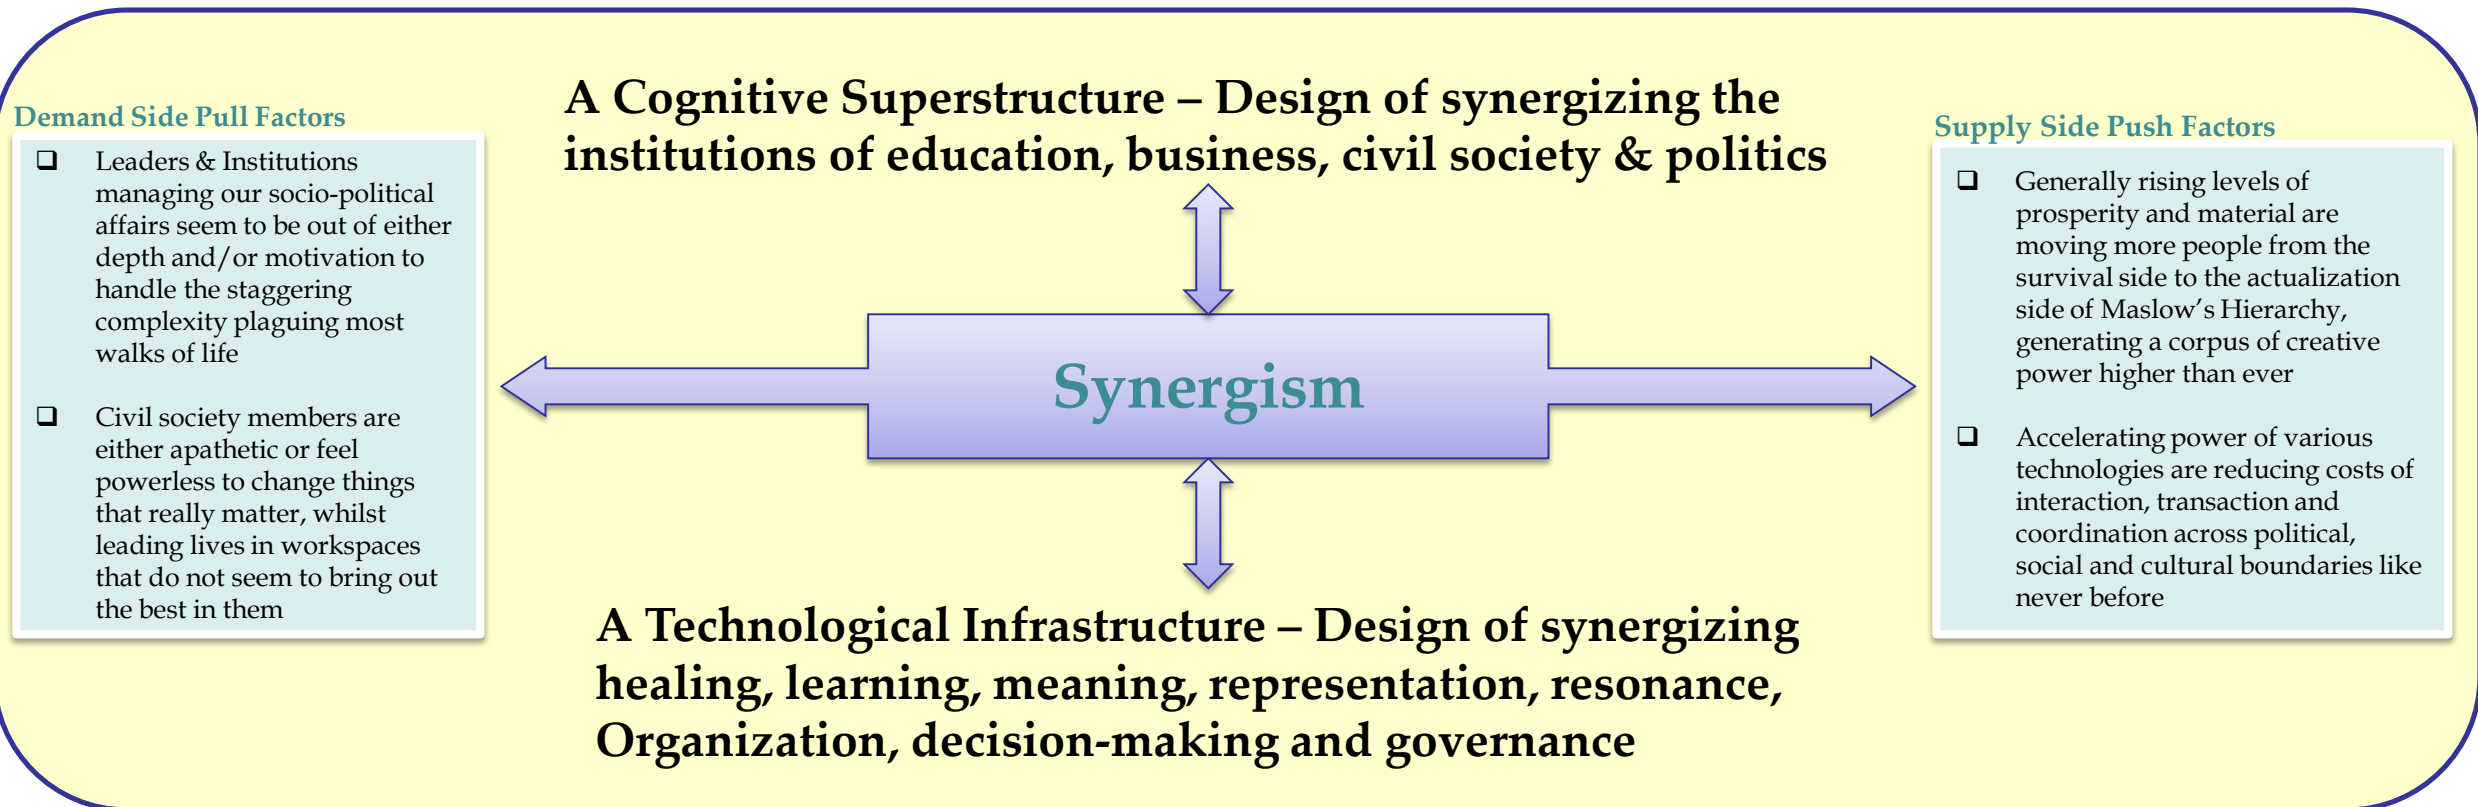 A Cognitive Superstructure – Design of synergizing the
institutions of education, business, civil society & politics
Demand Side Pull Factors
❑ Leaders & Institutions
managing our socio-political
affairs seem to be out of either
depth and/or motivation to
handle the staggering
complexity plaguing most
walks of life
❑ Civil society members are
either apathetic or feel
powerless to change things
that really matter, whilst
leading lives in workspaces
that do not seem to bring out
the best in them
Synergism
Supply Side Push Factors
❑ Generally rising levels of
prosperity and material are
moving more people from the
survival side to the actualization
side of Maslow’s Hierarchy,
generating a corpus of creative
power higher than ever
❑ Accelerating power of various
technologies are reducing costs of
interaction, transaction and
coordination across political,
social and cultural boundaries like
never before
A Technological Infrastructure – Design of synergizing
healing, learning, meaning, representation, resonance,
Organization, decision-making and governance